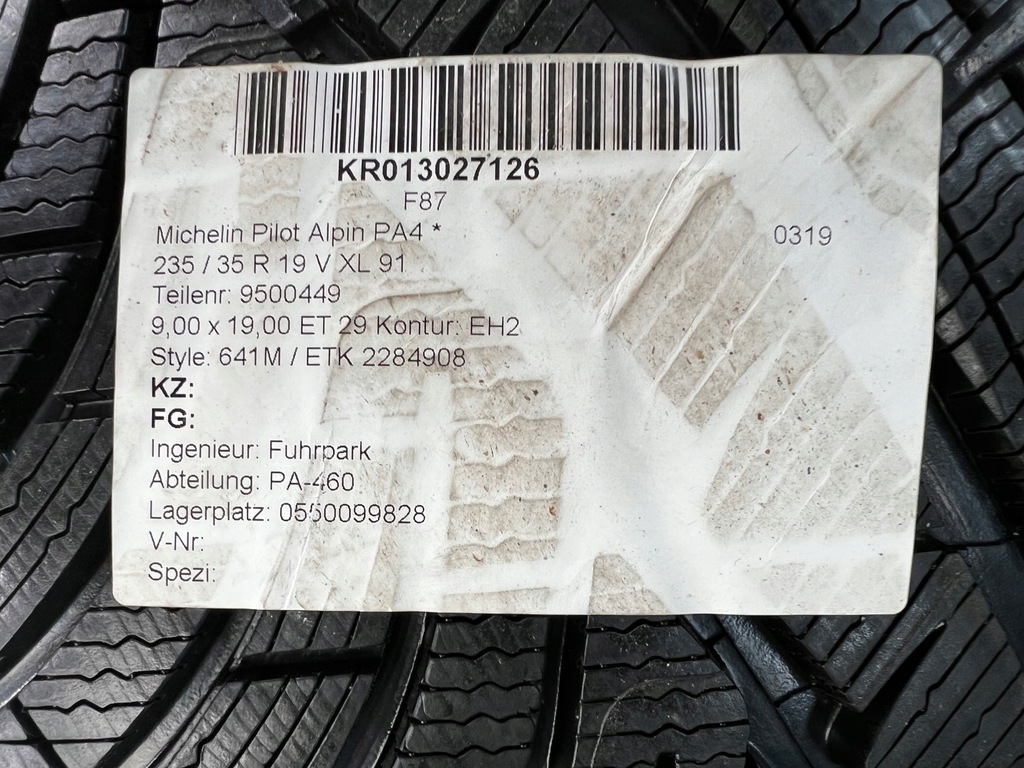 KR013027126
F87
Michelin Pilot Alpin PA4 *
0319
235 / 35 R 19 V XL 91
Teilenr: 9500449
9,00 x 19,00 ET 29 Kontur: EH2
Style: 641M / ETK 2284908
KZ:
FG:
Ingenieur: Fuhrpark
Abteilung: PA-460
Lagerplatz: 0550099828
V-Nr:
Spezi: